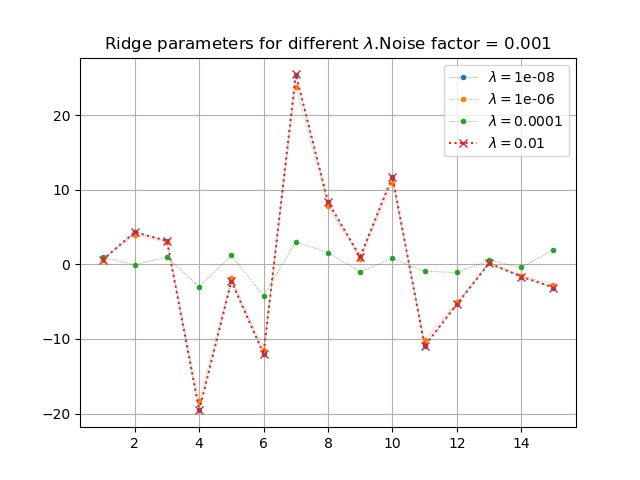 Ridge parameters for different λ.Noise factor = 0.001
λ = 1e-08
λ = 1e-06
λ = 0.0001
λ = 0.01
20
10
0
−10
−20
2 4 6 8 10 12 14